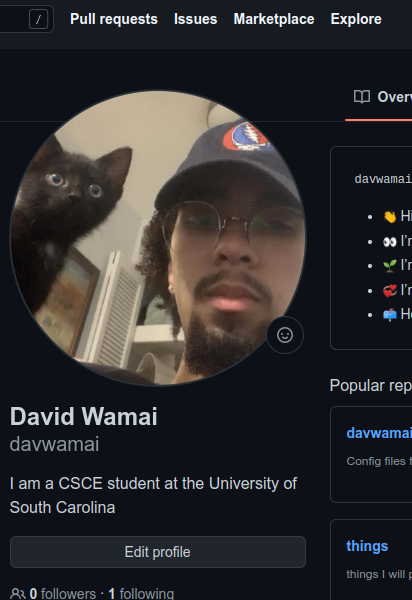 /
Pull requests Issues Marketplace Explore
Overv
David Wamai
davwamai
I am a CSCE student at the University of
South Carolina
Edit profile
0 followers · 1 following
davwamai
👋 Hi
👀 I'm
🌱 I'm
💞️ I'm
📫 Ho
Popular rep
davwamai
Config files f
things
things I will p